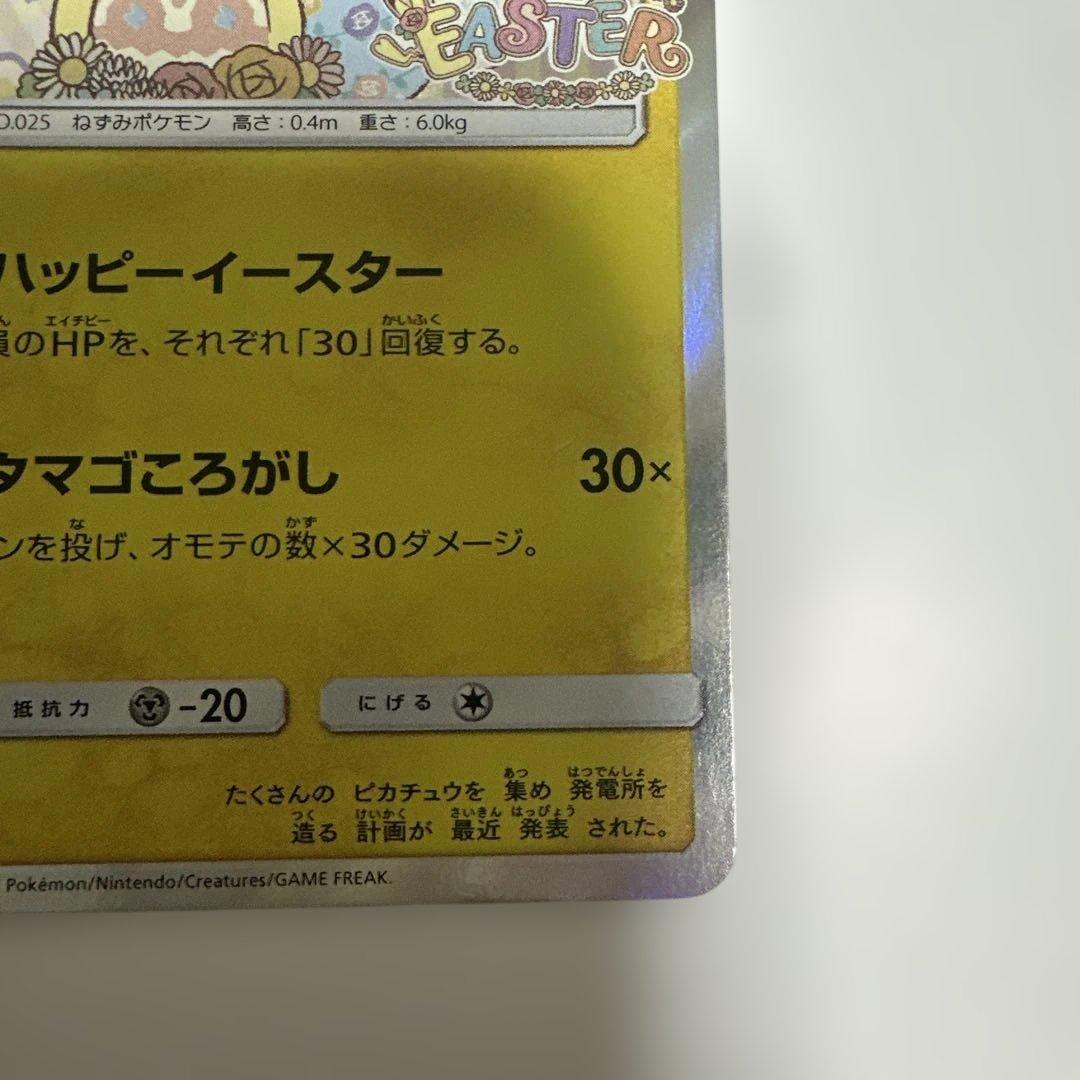 EASTER
.025 ねずみポケモン 高さ：0.4m 重さ：6.0kg
ハッピーイースター
員のHPを、それぞれ「30」回復する。
タマゴころがし 30×
ンを投げ、オモテの数×30ダメージ。
抵抗力 -20 にげる
たくさんの ピカチュウを 集め 発電所を
造る 計画が 最近 発表 された。
Pokémon/Nintendo/Creatures/GAME FREAK.